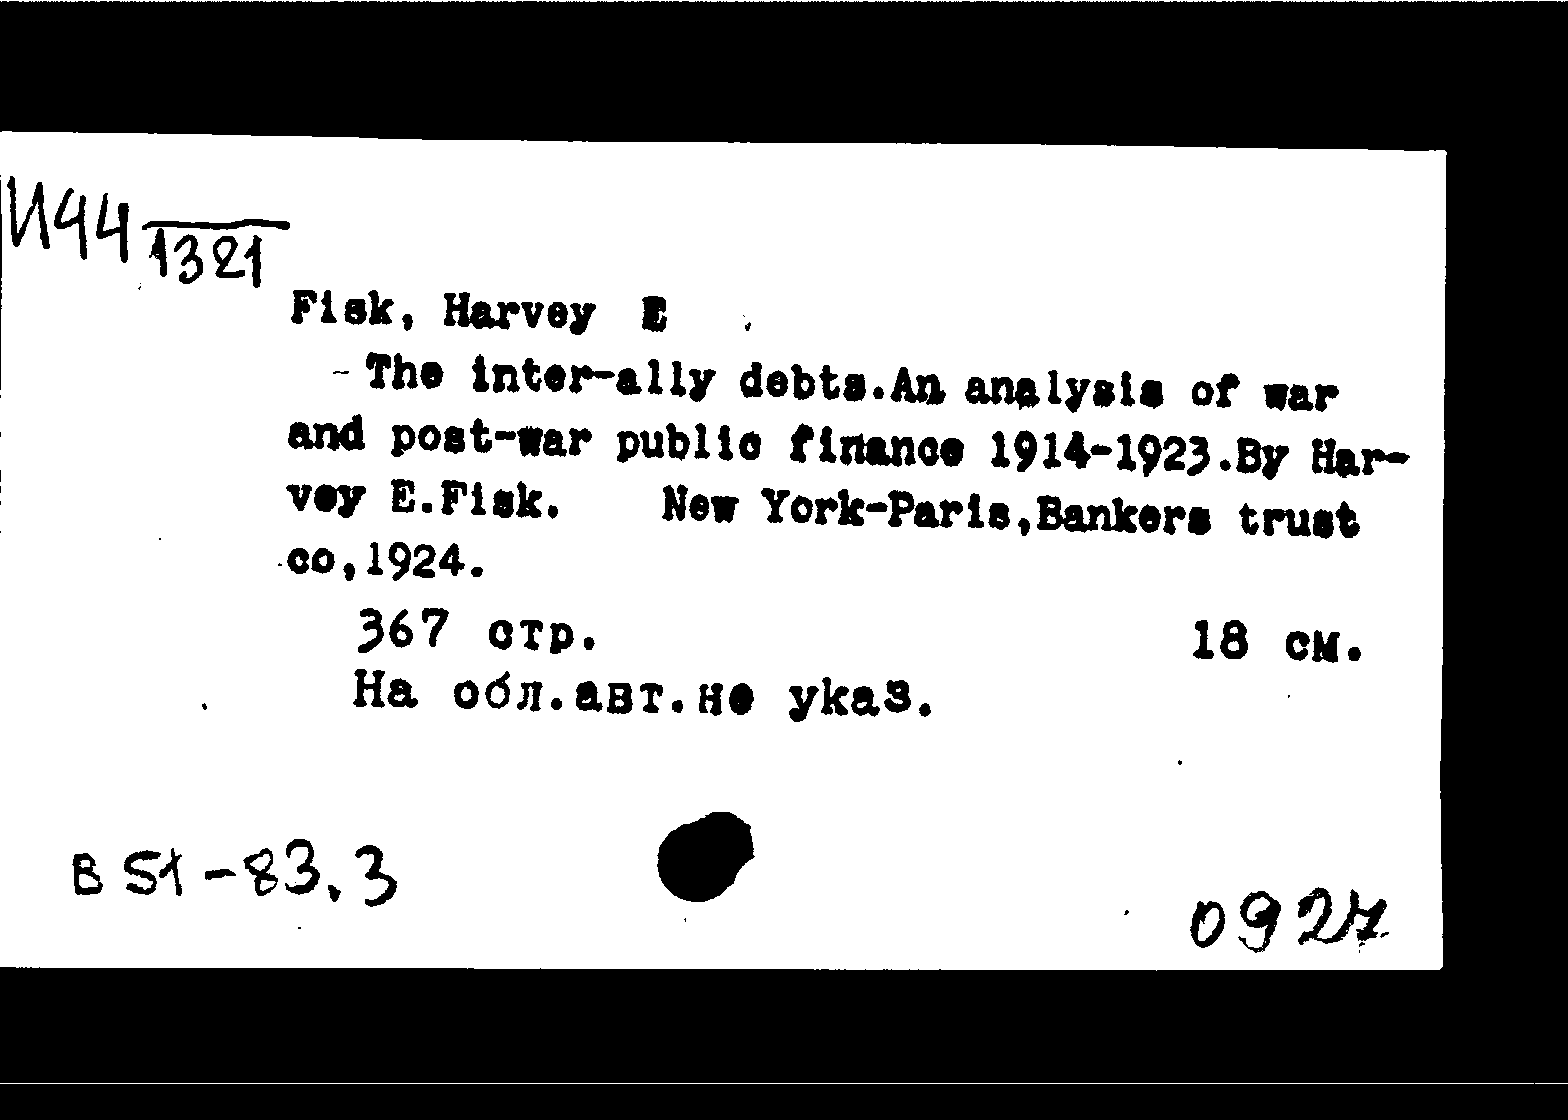 И44
1321
Fisk, Harvey E
- The inter-ally debts.An analysis of war
and post-war public finance 1914-1923.By Har-
vey E.Fisk. New York-Paris,Bankers trust
co,1924.
367 стр. 18 см.
На обл.авт.не указ.
В 51-83.3
0927